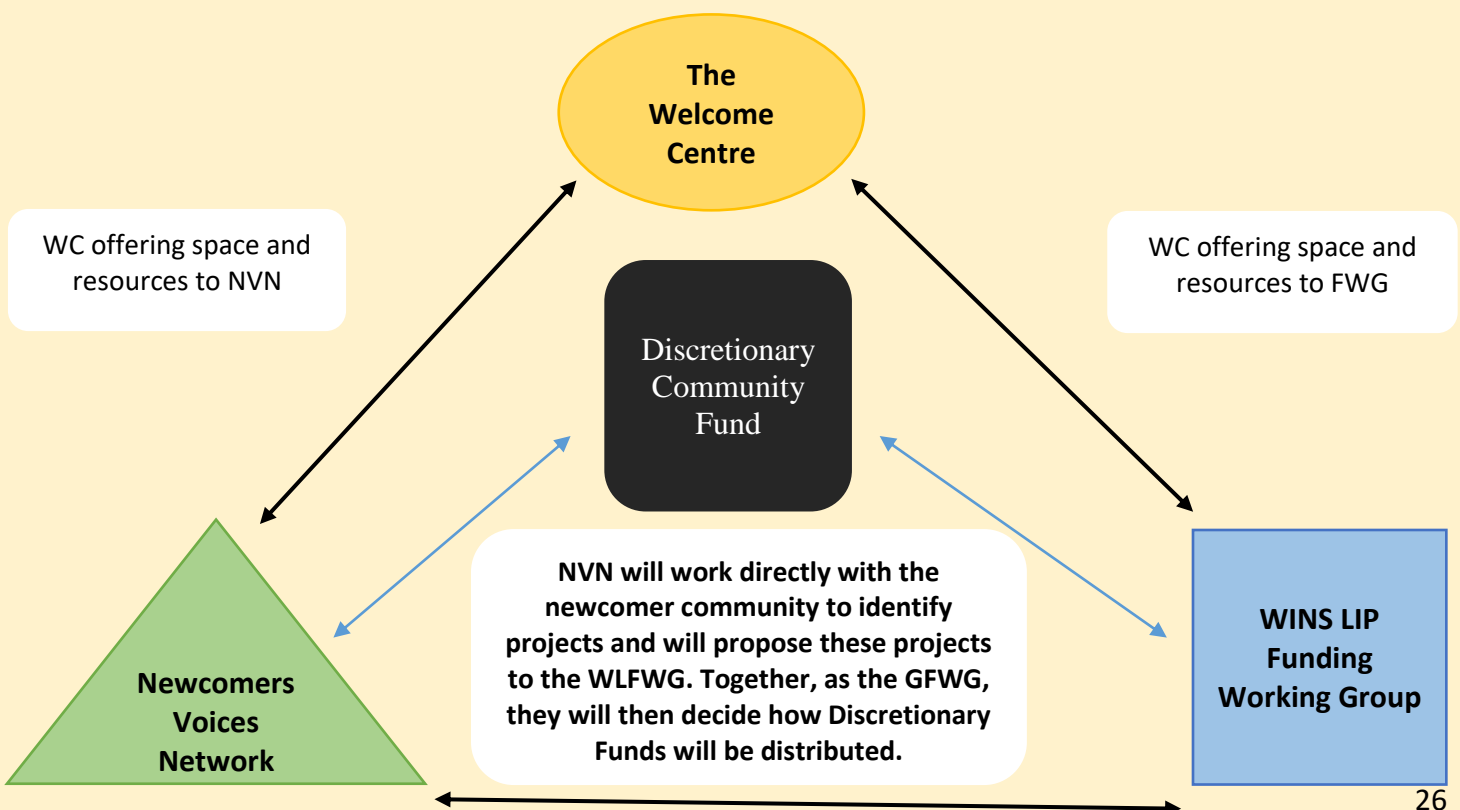 The
Welcome
Centre
WC offering space and
resources to NVN
WC offering space and
resources to FWG
Discretionary
Community
Fund
NVN will work directly with the
newcomer community to identify
projects and will propose these projects
to the WLFWG. Together, as the GFWG,
they will then decide how Discretionary
Funds will be distributed.
Newcomers
Voices
Network
WINS LIP
Funding
Working Group
26